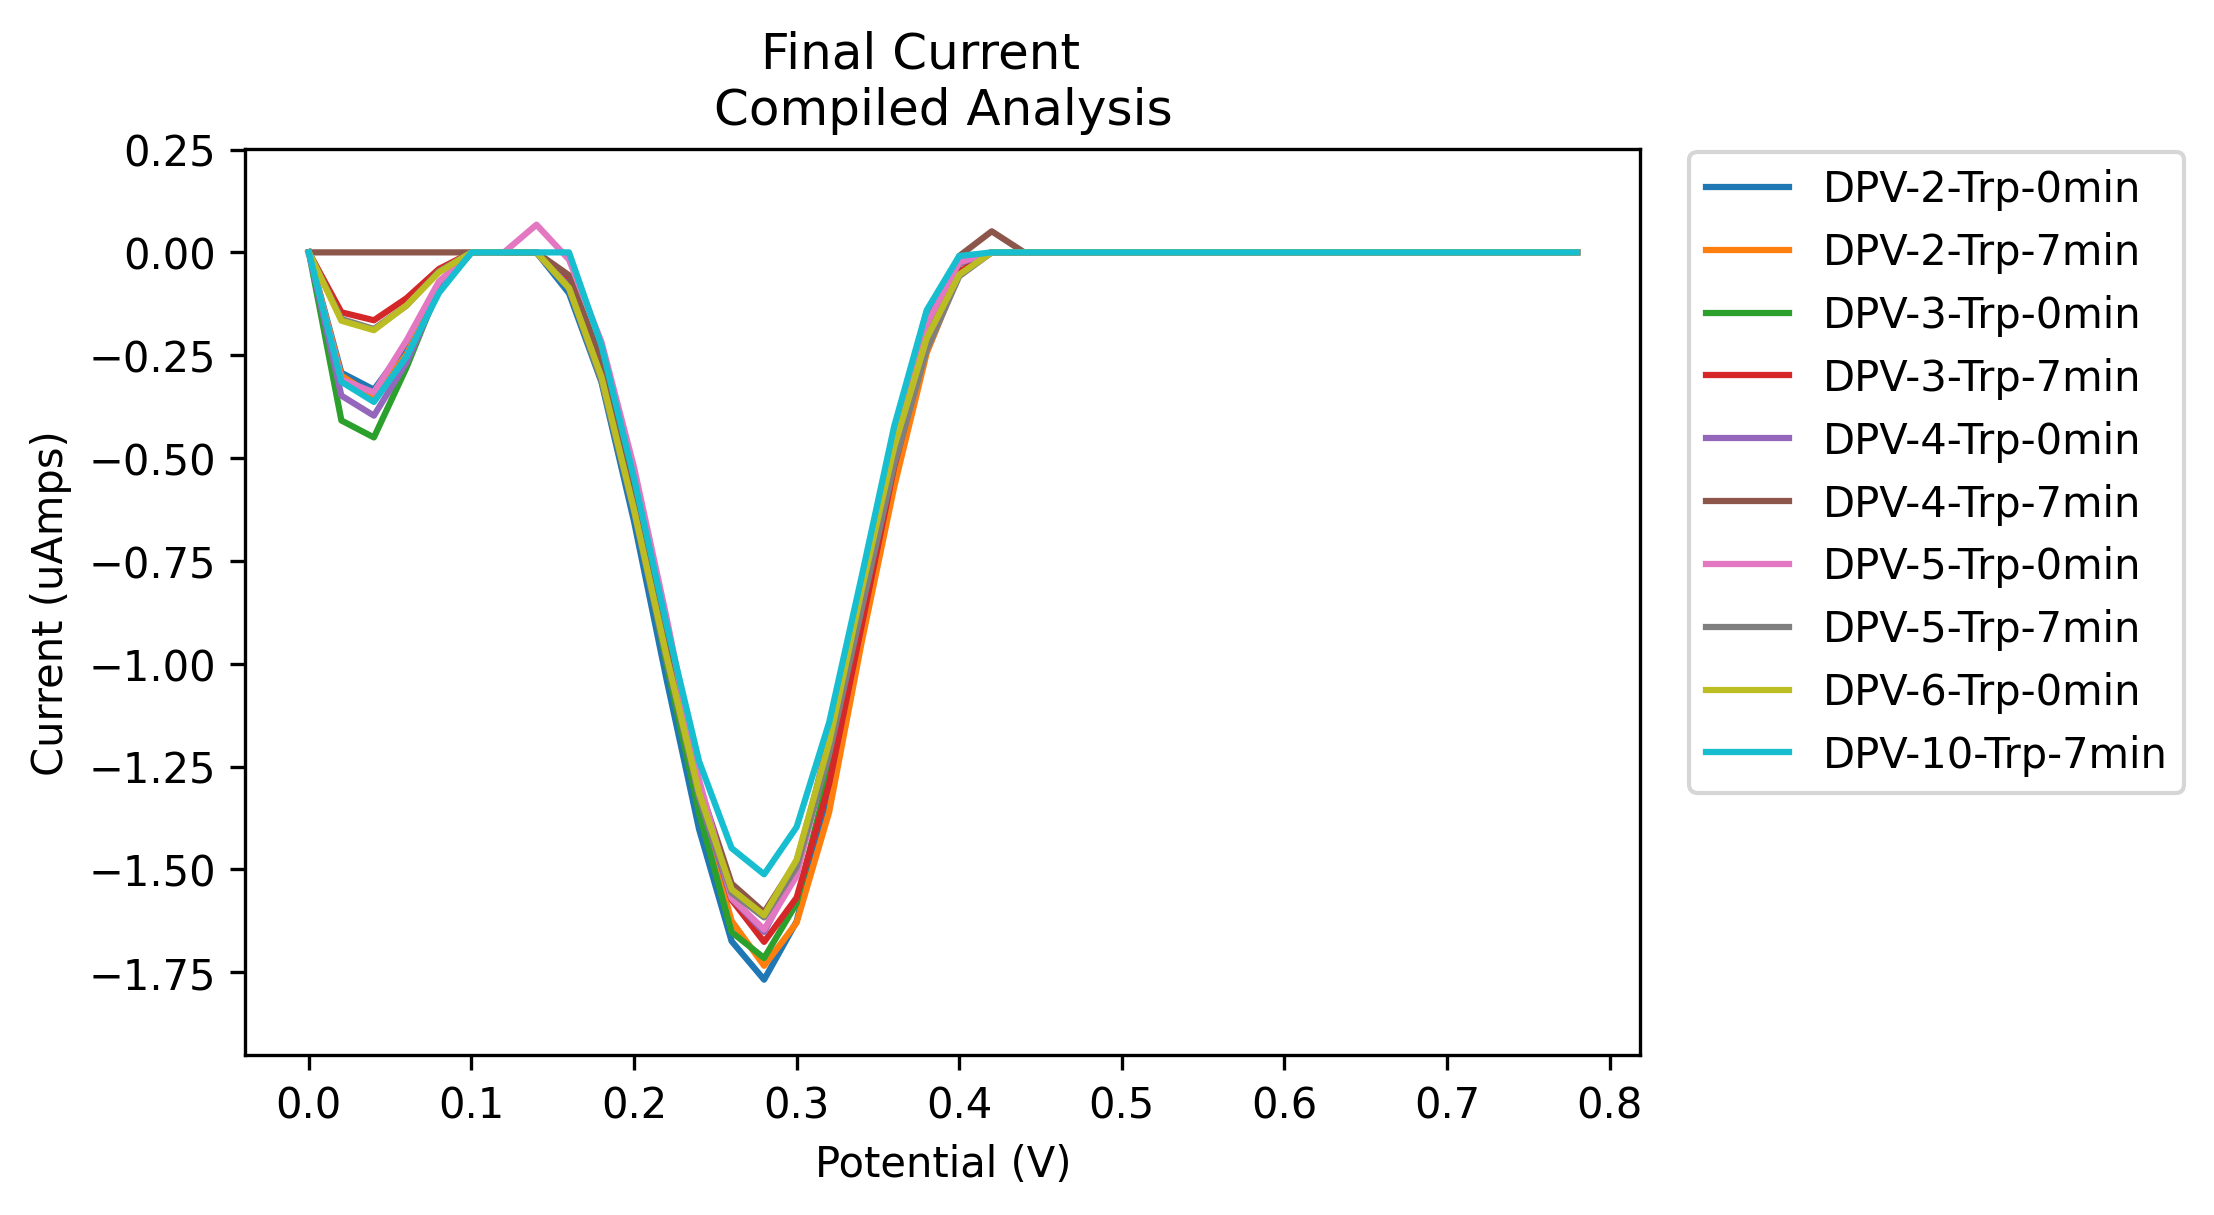 Final Current
Compiled Analysis
Current (uAmps)
0.25
0.00
−0.25
−0.50
−0.75
−1.00
−1.25
−1.50
−1.75
0.0 0.1 0.2 0.3 0.4 0.5 0.6 0.7 0.8
Potential (V)
DPV-2-Trp-0min
DPV-2-Trp-7min
DPV-3-Trp-0min
DPV-3-Trp-7min
DPV-4-Trp-0min
DPV-4-Trp-7min
DPV-5-Trp-0min
DPV-5-Trp-7min
DPV-6-Trp-0min
DPV-10-Trp-7min